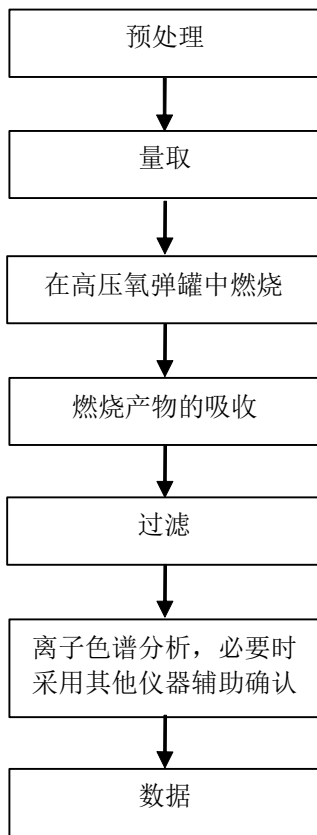 预处理
量取
在高压氧弹罐中燃烧
燃烧产物的吸收
过滤
离子色谱分析，必要时
采用其他仪器辅助确认
数据